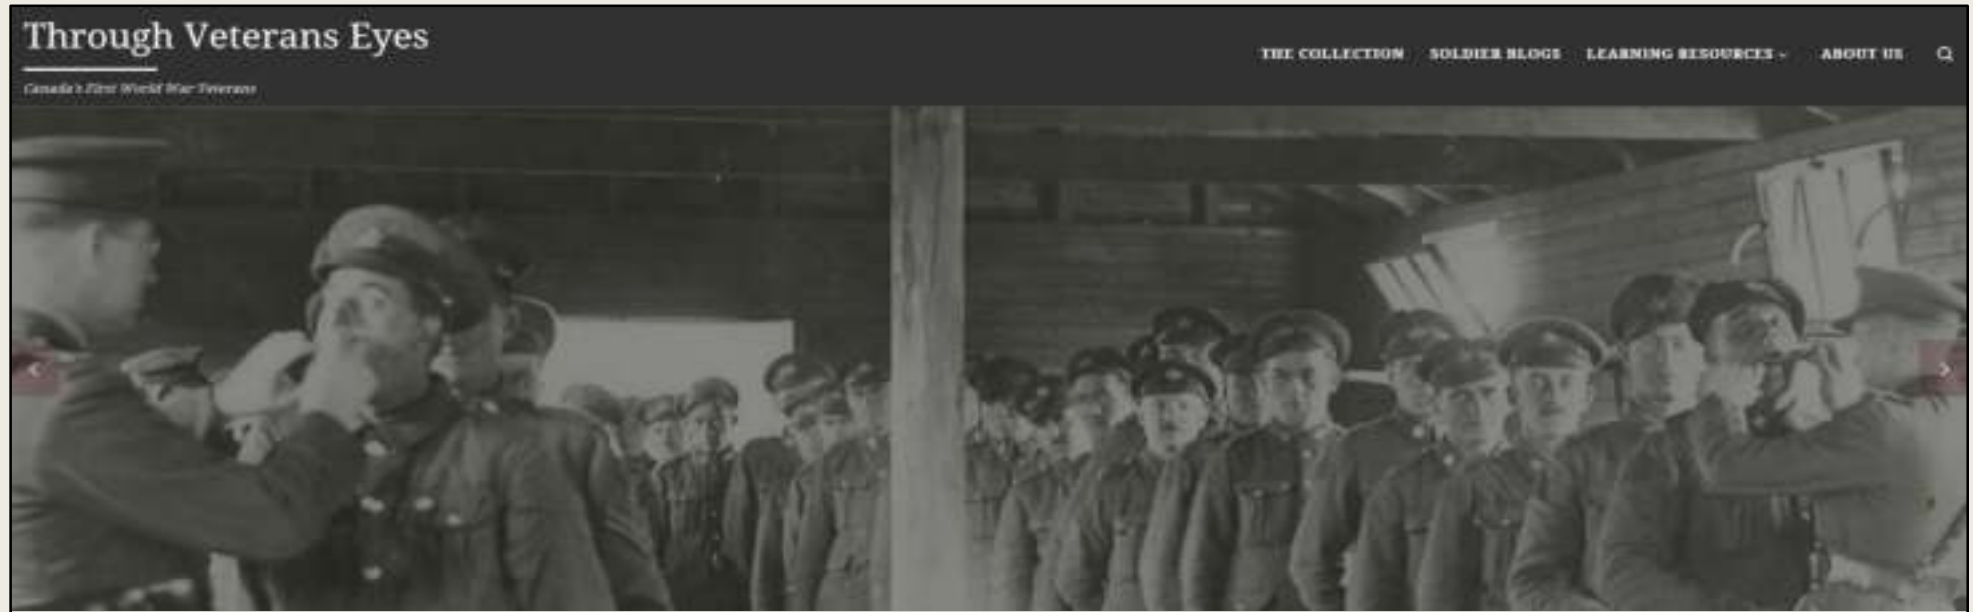 Through Veterans Eyes
THE COLLECTION SOLDIER BLOGS LEARNING RESOURCES ABOUT US
Canada's First World War Veterans